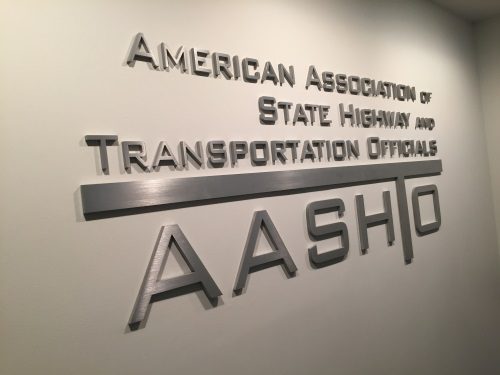 American Association of
State Highway and
Transportation Officials
AASHTO